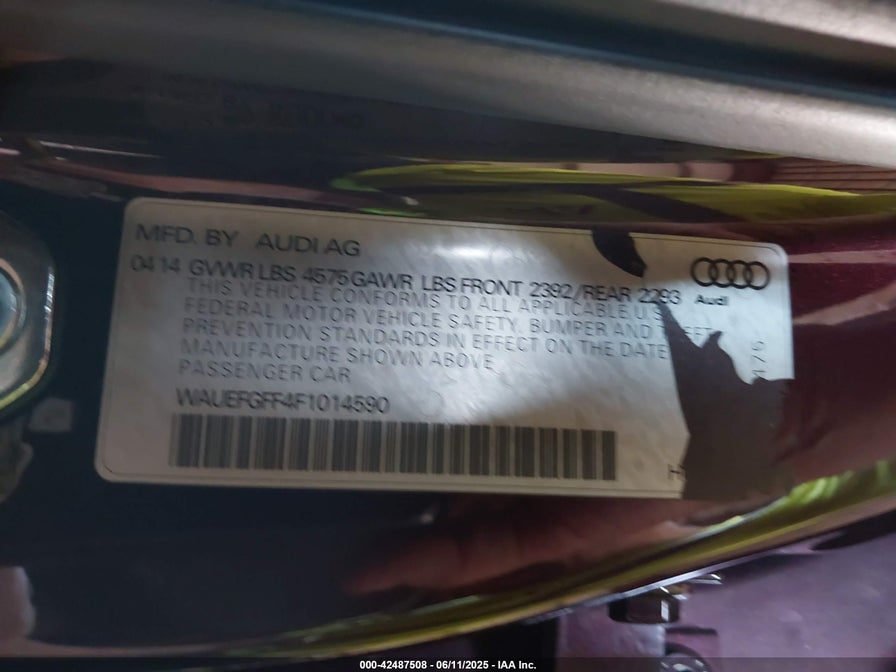 MFD. BY AUDI AG
04 14 GVWR LBS 4575 GAWR LBS FRONT 2392/REAR 2293
Audi
THIS VEHICLE CONFORMS TO ALL APPLICABLE U.S.
FEDERAL MOTOR VEHICLE SAFETY, BUMPER AND
PREVENTION STANDARDS IN EFFECT ON THE DATE
MANUFACTURE SHOWN ABOVE
PASSENGER CAR
WAUEFGFF4F1014590
000-42487508 - 06/11/2025 - IAA Inc.